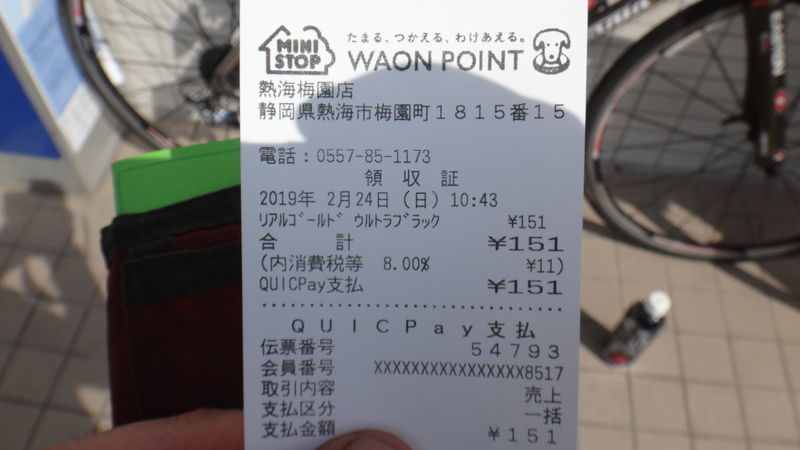 MINI STOP
たまる、つかえる、わけあえる。
WAON POINT
熱海梅園店
静岡県熱海市梅園町1815番15
電話：0557-85-1173
領 収 証
2019年 2月24日（日）10:43
ﾘｱﾙｺﾞｰﾙﾄﾞ ｳﾙﾄﾗﾌﾞﾗｯｸ ¥151
合 計 ¥151
(内消費税等 8.00% ¥11)
QUICPay支払 ¥151
ＱＵＩＣＰａｙ支払
伝票番号 54793
会員番号 XXXXXXXXXXXXXXXX8517
取引内容 売上
支払区分 一括
支払金額 ¥151